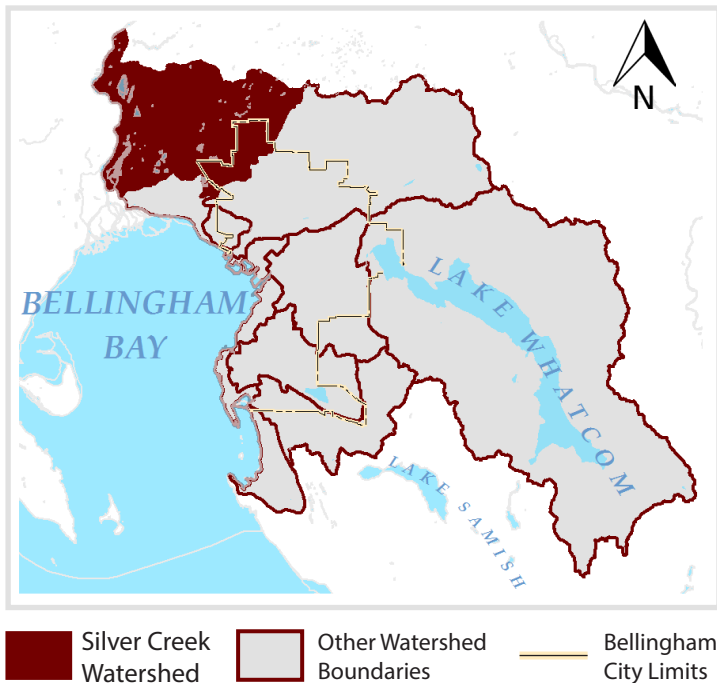 N
BELLINGHAM
BAY
LAKE WHATCOM
LAKE SAMISH
Silver Creek
Watershed
Other Watershed
Boundaries
Bellingham
City Limits